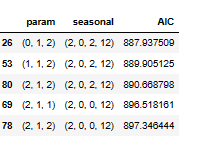 param seasonal AIC
26 (0, 1, 2) (2, 0, 2, 12) 887.937509
53 (1, 1, 2) (2, 0, 2, 12) 889.905125
80 (2, 1, 2) (2, 0, 2, 12) 890.668798
69 (2, 1, 1) (2, 0, 0, 12) 896.518161
78 (2, 1, 2) (2, 0, 0, 12) 897.346444